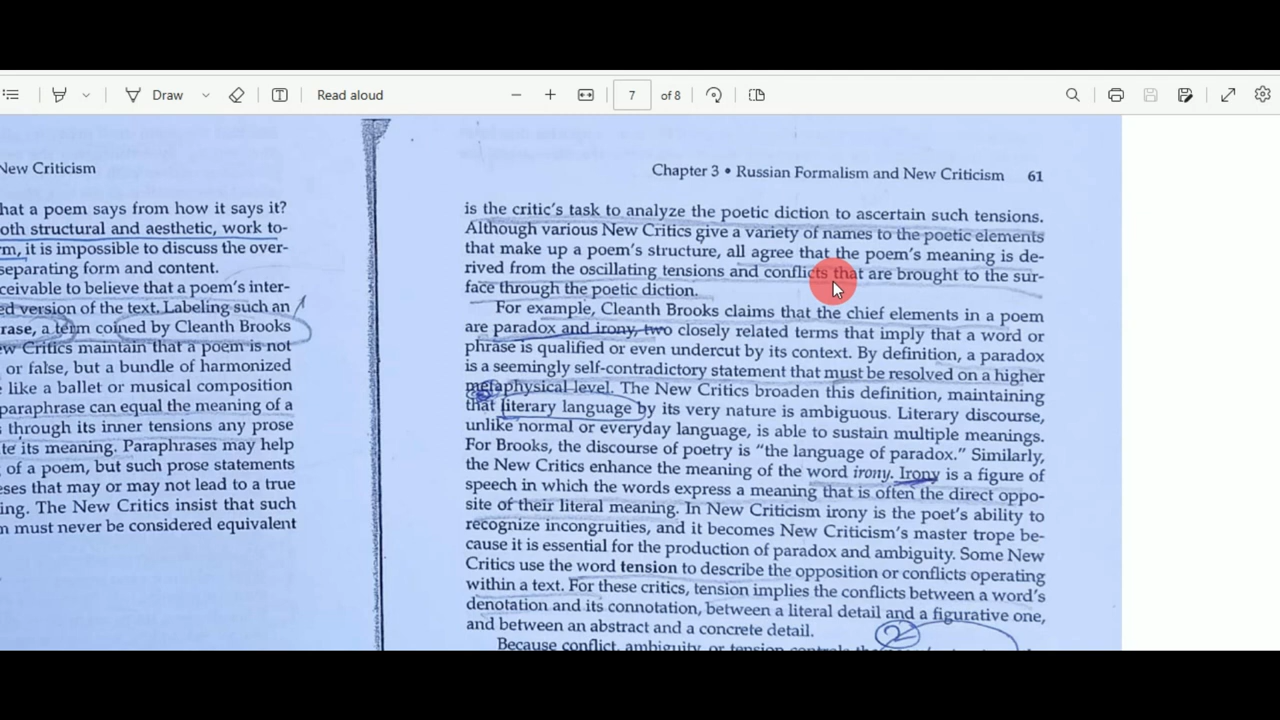 Draw
Read aloud
7
of 8
New Criticism
hat a poem says from how it says it?
oth structural and aesthetic, work to-
rm, it is impossible to discuss the over-
separating form and content.
ceivable to believe that a poem's inter-
ed version of the text. Labeling such an
rase, a term coined by Cleanth Brooks
ew Critics maintain that a poem is not
or false, but a bundle of harmonized
like a ballet or musical composition
paraphrase can equal the meaning of a
through its inner tensions any prose
te its meaning. Paraphrases may help
of a poem, but such prose statements
eses that may or may not lead to a true
ing. The New Critics insist that such
m must never be considered equivalent
Chapter 3 • Russian Formalism and New Criticism 61
is the critic's task to analyze the poetic diction to ascertain such tensions.
Although various New Critics give a variety of names to the poetic elements
that make up a poem's structure, all agree that the poem's meaning is de-
rived from the oscillating tensions and conflicts that are brought to the sur-
face through the poetic diction.
For example, Cleanth Brooks claims that the chief elements in a poem
are paradox and irony, two closely related terms that imply that a word or
phrase is qualified or even undercut by its context. By definition, a paradox
is a seemingly self-contradictory statement that must be resolved on a higher
metaphysical level. The New Critics broaden this definition, maintaining
that literary language by its very nature is ambiguous. Literary discourse,
unlike normal or everyday language, is able to sustain multiple meanings.
For Brooks, the discourse of poetry is "the language of paradox." Similarly,
the New Critics enhance the meaning of the word irony. Irony is a figure of
speech in which the words express a meaning that is often the direct oppo-
site of their literal meaning. In New Criticism irony is the poet's ability to
recognize incongruities, and it becomes New Criticism's master trope be-
cause it is essential for the production of paradox and ambiguity. Some New
Critics use the word tension to describe the opposition or conflicts operating
within a text. For these critics, tension implies the conflicts between a word's
denotation and its connotation, between a literal detail and a figurative one,
and between an abstract and a concrete detail.
2
Because conflict, ambiguity, or tension controls the